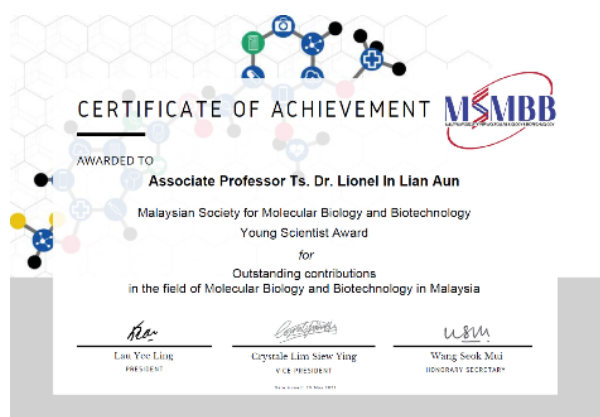 CERTIFICATE OF ACHIEVEMENT
MSMBB
AWARDED TO
Associate Professor Ts. Dr. Lionel In Lian Aun
Malaysian Society for Molecular Biology and Biotechnology
Young Scientist Award
for
Outstanding contributions
in the field of Molecular Biology and Biotechnology in Malaysia
Lau Yee Ling
Crystale Lim Siew Ying
Wang Seok Mui
PRESIDENT
VICE PRESIDENT
HONORARY SECRETARY